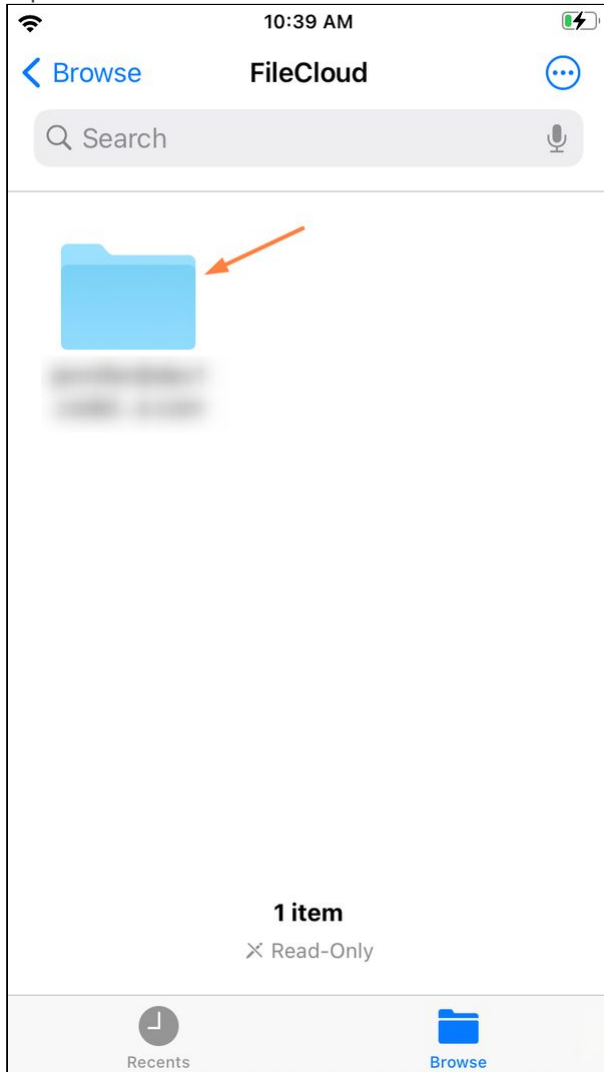 10:39 AM
Browse
FileCloud
Search
1 item
Read-Only
Recents
Browse